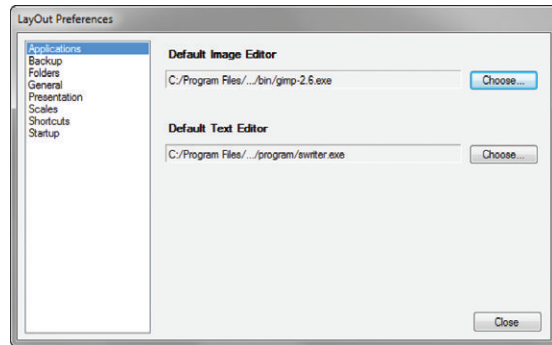 LayOut Preferences
Applications
Backup
Folders
General
Presentation
Scales
Shortcuts
Startup
Default Image Editor
C:/Program Files/.../bin/gimp-2.6.exe
Choose...
Default Text Editor
C:/Program Files/.../program/swriter.exe
Choose...
Close